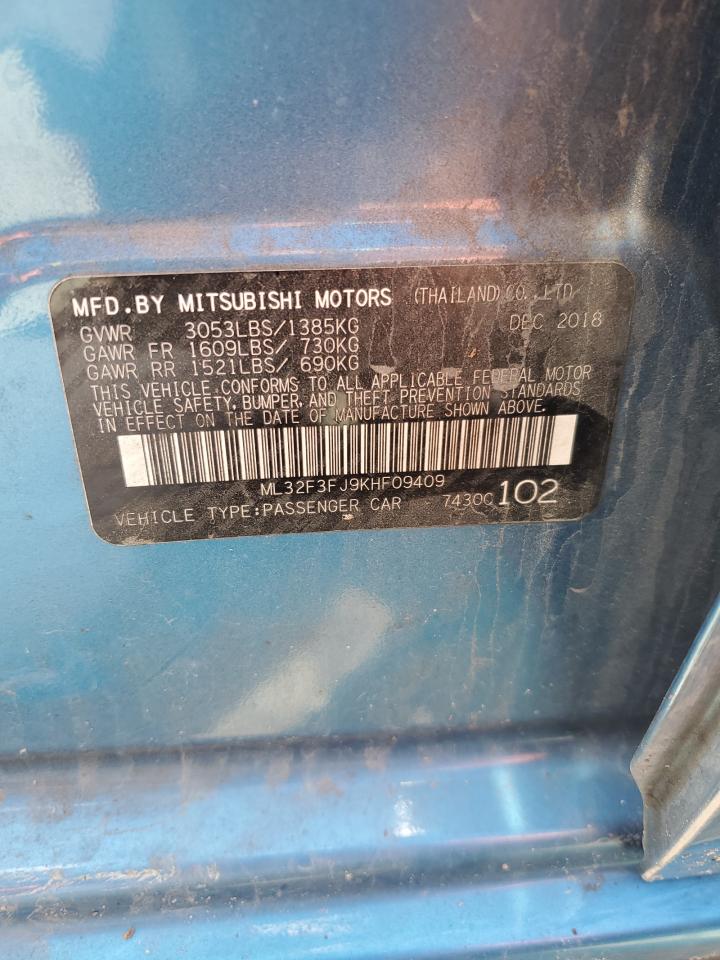 MFD.BY MITSUBISHI MOTORS (THAILAND) CO.,LTD
GVWR 3053LBS/1385KG DEC 2018
GAWR FR 1609LBS/ 730KG
GAWR RR 1521LBS/ 690KG
THIS VEHICLE CONFORMS TO ALL APPLICABLE FEDERAL MOTOR
VEHICLE SAFETY, BUMPER, AND THEFT PREVENTION STANDARDS
IN EFFECT ON THE DATE OF MANUFACTURE SHOWN ABOVE.
ML32F3FJ9KHF09409
VEHICLE TYPE:PASSENGER CAR 7430C 102